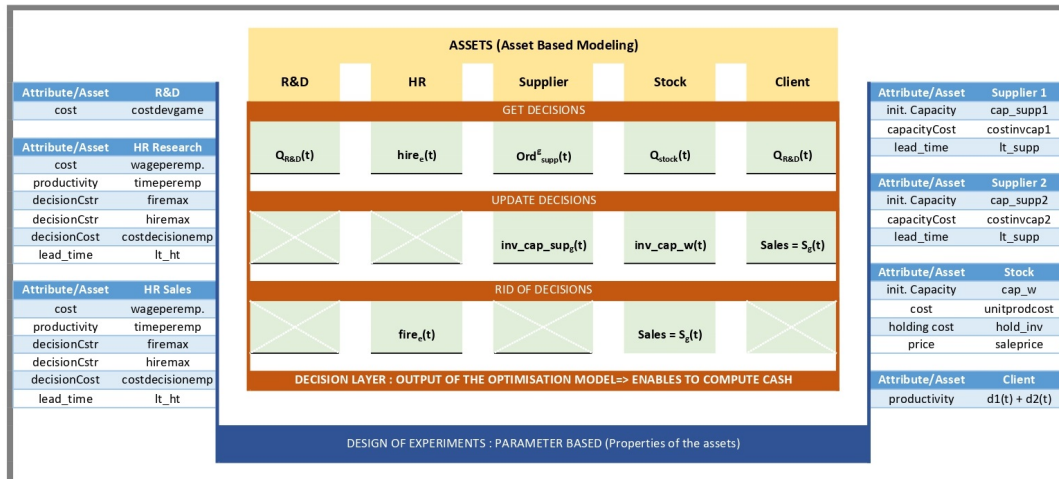 ASSETS (Asset Based Modeling)
R&D HR Supplier Stock Client
GET DECISIONS
Q_R&D(t) hire_e(t) Ord^g_supp(t) Q_stock(t) Q_R&D(t)
UPDATE DECISIONS
inv_cap_sup_g(t) inv_cap_w(t) Sales = S_g(t)
RID OF DECISIONS
fire_e(t) Sales = S_g(t)
DECISION LAYER : OUTPUT OF THE OPTIMISATION MODEL=> ENABLES TO COMPUTE CASH
DESIGN OF EXPERIMENTS : PARAMETER BASED (Properties of the assets)
Attribute/Asset R&D
cost costdevgame
Attribute/Asset HR Research
cost wageperemp.
productivity timeperemp
decisionCstr firemax
decisionCstr hiremax
decisionCost costdecisionemp
lead_time lt_ht
Attribute/Asset HR Sales
cost wageperemp.
productivity timeperemp
decisionCstr firemax
decisionCstr hiremax
decisionCost costdecisionemp
lead_time lt_ht
Attribute/Asset Supplier 1
init. Capacity cap_supp1
capacityCost costinvcap1
lead_time lt_supp
Attribute/Asset Supplier 2
init. Capacity cap_supp2
capacityCost costinvcap2
lead_time lt_supp
Attribute/Asset Stock
init. Capacity cap_w
cost unitprodcost
holding cost hold_inv
price saleprice
Attribute/Asset Client
productivity d1(t) + d2(t)